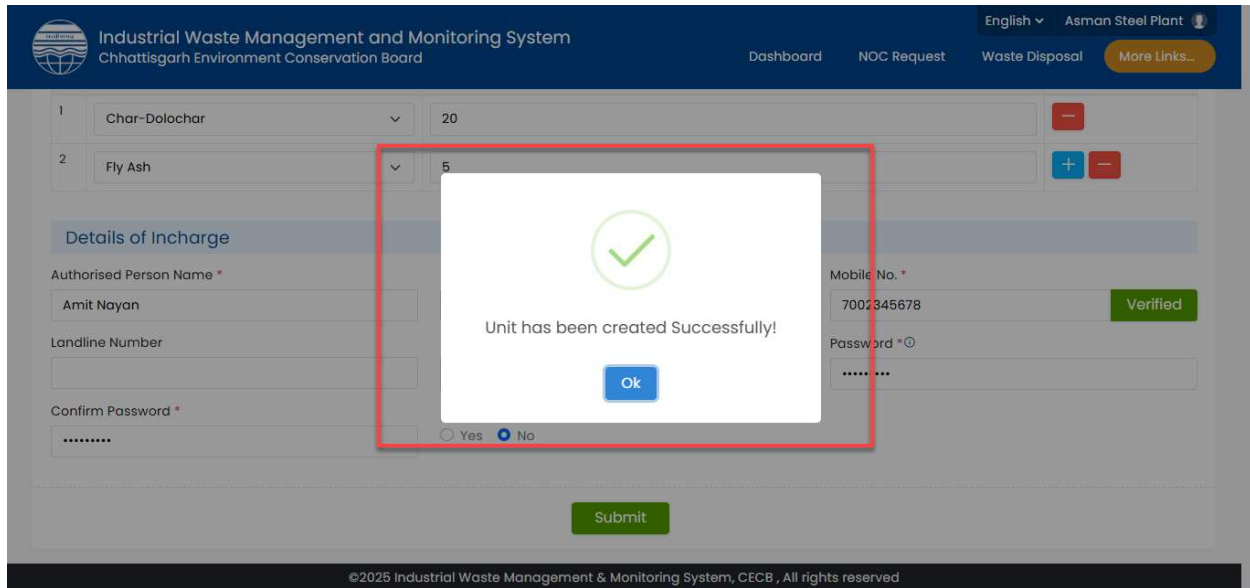 English
Asman Steel Plant
Industrial Waste Management and Monitoring System
Chhattisgarh Environment Conservation Board
Dashboard
NOC Request
Waste Disposal
More Links...
1
Char-Dolochar
20
2
Fly Ash
5
Details of Incharge
Authorised Person Name *
Mobile No. *
Amit Nayan
7002345678
Verified
Unit has been created Successfully!
Landline Number
Password *
•••••••••
Ok
Confirm Password *
•••••••••
Yes
No
Submit
©2025 Industrial Waste Management & Monitoring System, CECB , All rights reserved